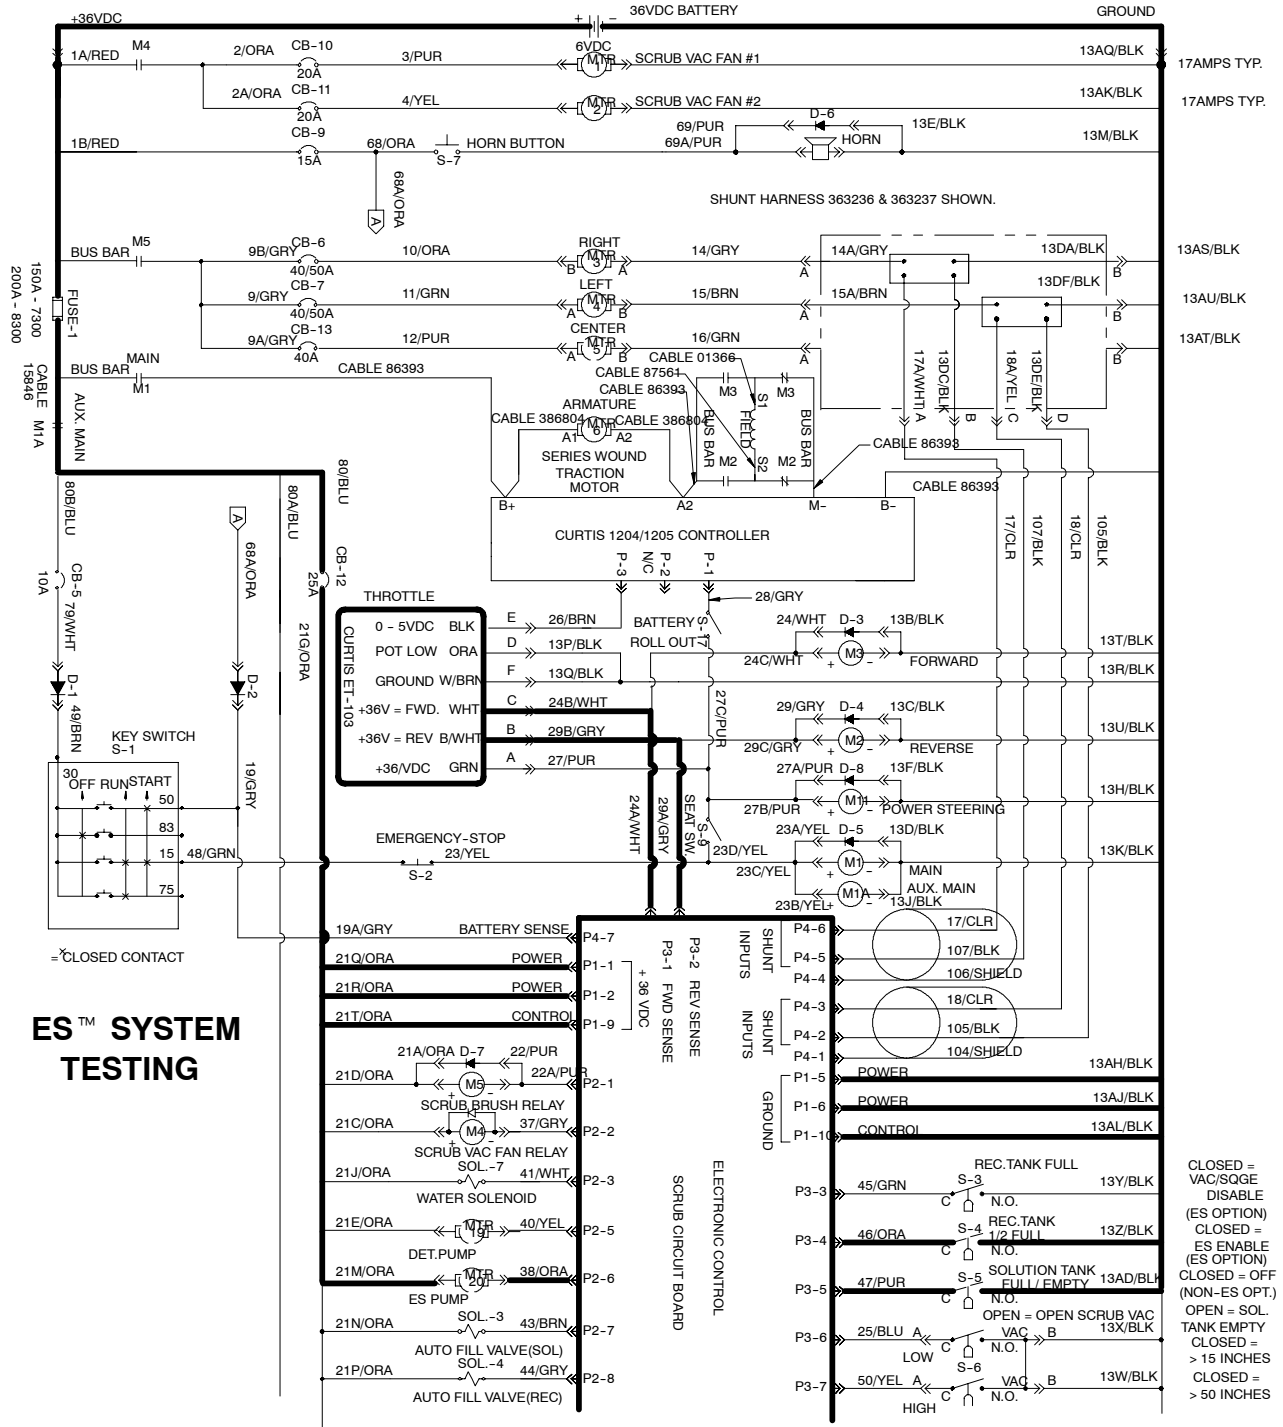 +36VDC
+ − 36VDC BATTERY
GROUND
1A/RED
M4
2/ORA
CB-10
20A
3/PUR
6VDC
MTR
1
SCRUB VAC FAN #1
13AQ/BLK
17AMPS TYP.
2A/ORA
CB-11
20A
4/YEL
MTR
2
SCRUB VAC FAN #2
13AK/BLK
17AMPS TYP.
1B/RED
CB-9
15A
68/ORA
S-7
HORN BUTTON
69/PUR
69A/PUR
D-6
HORN
13E/BLK
13M/BLK
68A/ORA
A
SHUNT HARNESS 363236 & 363237 SHOWN.
BUS BAR
M5
9B/GRY
CB-6
40/50A
10/ORA
RIGHT
B MTR 3 A
14/GRY
A
14A/GRY
13DA/BLK
B
13AS/BLK
9/GRY
CB-7
40/50A
11/GRN
LEFT
A MTR 4 B
15/BRN
A
15A/BRN
13DF/BLK
B
13AU/BLK
9A/GRY
CB-13
40A
12/PUR
CENTER
A MTR 5 B
16/GRN
A
B
13AT/BLK
150A - 7300
200A - 8300
FUSE-1
BUS BAR
MAIN
M1
CABLE 86393
CABLE 01366
CABLE 87561
CABLE 86393
CABLE
15846
M1A
AUX. MAIN
17A/WHT A
13DC/BLK B
18A/YEL C
13DE/BLK D
M3
M3
S1
FIELD
S2
BUS BAR
BUS BAR
M2
M2
ARMATURE
CABLE 386804
A1 MTR 6 A2
CABLE 386804
SERIES WOUND
TRACTION
MOTOR
CABLE 86393
CABLE 86393
B+
A2
M-
B-
CURTIS 1204/1205 CONTROLLER
P-3
N/C
P-2
P-1
80/BLU
80B/BLU
80A/BLU
A
68A/ORA
CB-5
10A
79/WHT
CB-12
25A
21G/ORA
17/CLR
107/BLK
18/CLR
105/BLK
D-1
49/BRN
D-2
19/GRY
THROTTLE
CURTIS ET-103
0 - 5VDC BLK
E
26/BRN
POT LOW ORA
D
13P/BLK
GROUND W/BRN
F
13Q/BLK
+36V = FWD. WHT
C
24B/WHT
+36V = REV B/WHT
B
29B/GRY
+36/VDC GRN
A
27/PUR
28/GRY
BATTERY
ROLL OUT
S-17
27C/PUR
24/WHT
D-3
13B/BLK
24C/WHT
+ M3 −
FORWARD
13T/BLK
13R/BLK
29/GRY
D-4
13C/BLK
29C/GRY
+ M2 −
REVERSE
13U/BLK
27A/PUR
D-8
13F/BLK
27B/PUR
+ M11 −
POWER STEERING
13H/BLK
24A/WHT
29A/GRY
SEAT SW.
S-9
23A/YEL
D-5
13D/BLK
23D/YEL
23C/YEL
+ M1 −
MAIN
13K/BLK
M1A
AUX. MAIN
23B/YEL
+ −
13J/BLK
KEY SWITCH
S-1
30
OFF RUN START
50
83
15
75
48/GRN
EMERGENCY-STOP
S-2
23/YEL
= x CLOSED CONTACT
ES™ SYSTEM
TESTING
19A/GRY
BATTERY SENSE
P4-7
21Q/ORA
POWER
P1-1
21R/ORA
POWER
P1-2
21T/ORA
CONTROL
P1-9
+ 36 VDC
P3-1 FWD SENSE
P3-2 REV SENSE
SHUNT
INPUTS
SHUNT
INPUTS
GROUND
P4-6
17/CLR
P4-5
107/BLK
P4-4
106/SHIELD
P4-3
18/CLR
P4-2
105/BLK
P4-1
104/SHIELD
P1-5
POWER
13AH/BLK
P1-6
POWER
13AJ/BLK
P1-10
CONTROL
13AL/BLK
21D/ORA
21A/ORA
D-7
22/PUR
22A/PUR
+ M5 −
P2-1
SCRUB BRUSH RELAY
21C/ORA
+ M4 −
37/GRY
P2-2
SCRUB VAC FAN RELAY
21J/ORA
SOL.-7
41/WHT
P2-3
WATER SOLENOID
21E/ORA
MTR
19
40/YEL
P2-5
DET.PUMP
21M/ORA
MTR
20
38/ORA
P2-6
ES PUMP
21N/ORA
SOL.-3
43/BRN
P2-7
AUTO FILL VALVE(SOL)
21P/ORA
SOL.-4
44/GRY
P2-8
AUTO FILL VALVE(REC)
ELECTRONIC CONTROL
SCRUB CIRCUIT BOARD
P3-3
45/GRN
REC.TANK FULL
S-3
C
N.O.
13Y/BLK
CLOSED =
VAC/SQGE
DISABLE
(ES OPTION)
P3-4
46/ORA
S-4
C
REC.TANK
1/2 FULL
N.O.
13Z/BLK
CLOSED =
ES ENABLE
(ES OPTION)
P3-5
47/PUR
S-5
C
SOLUTION TANK
FULL/ EMPTY
N.O.
13AD/BLK
CLOSED = OFF
(NON-ES OPT.)
OPEN = SOL.
TANK EMPTY
OPEN = OPEN SCRUB VAC
P3-6
25/BLU A
LOW
C
VAC
N.O.
B
13X/BLK
CLOSED =
> 15 INCHES
S-6
P3-7
50/YEL A
HIGH
C
VAC
N.O.
B
13W/BLK
CLOSED =
> 50 INCHES